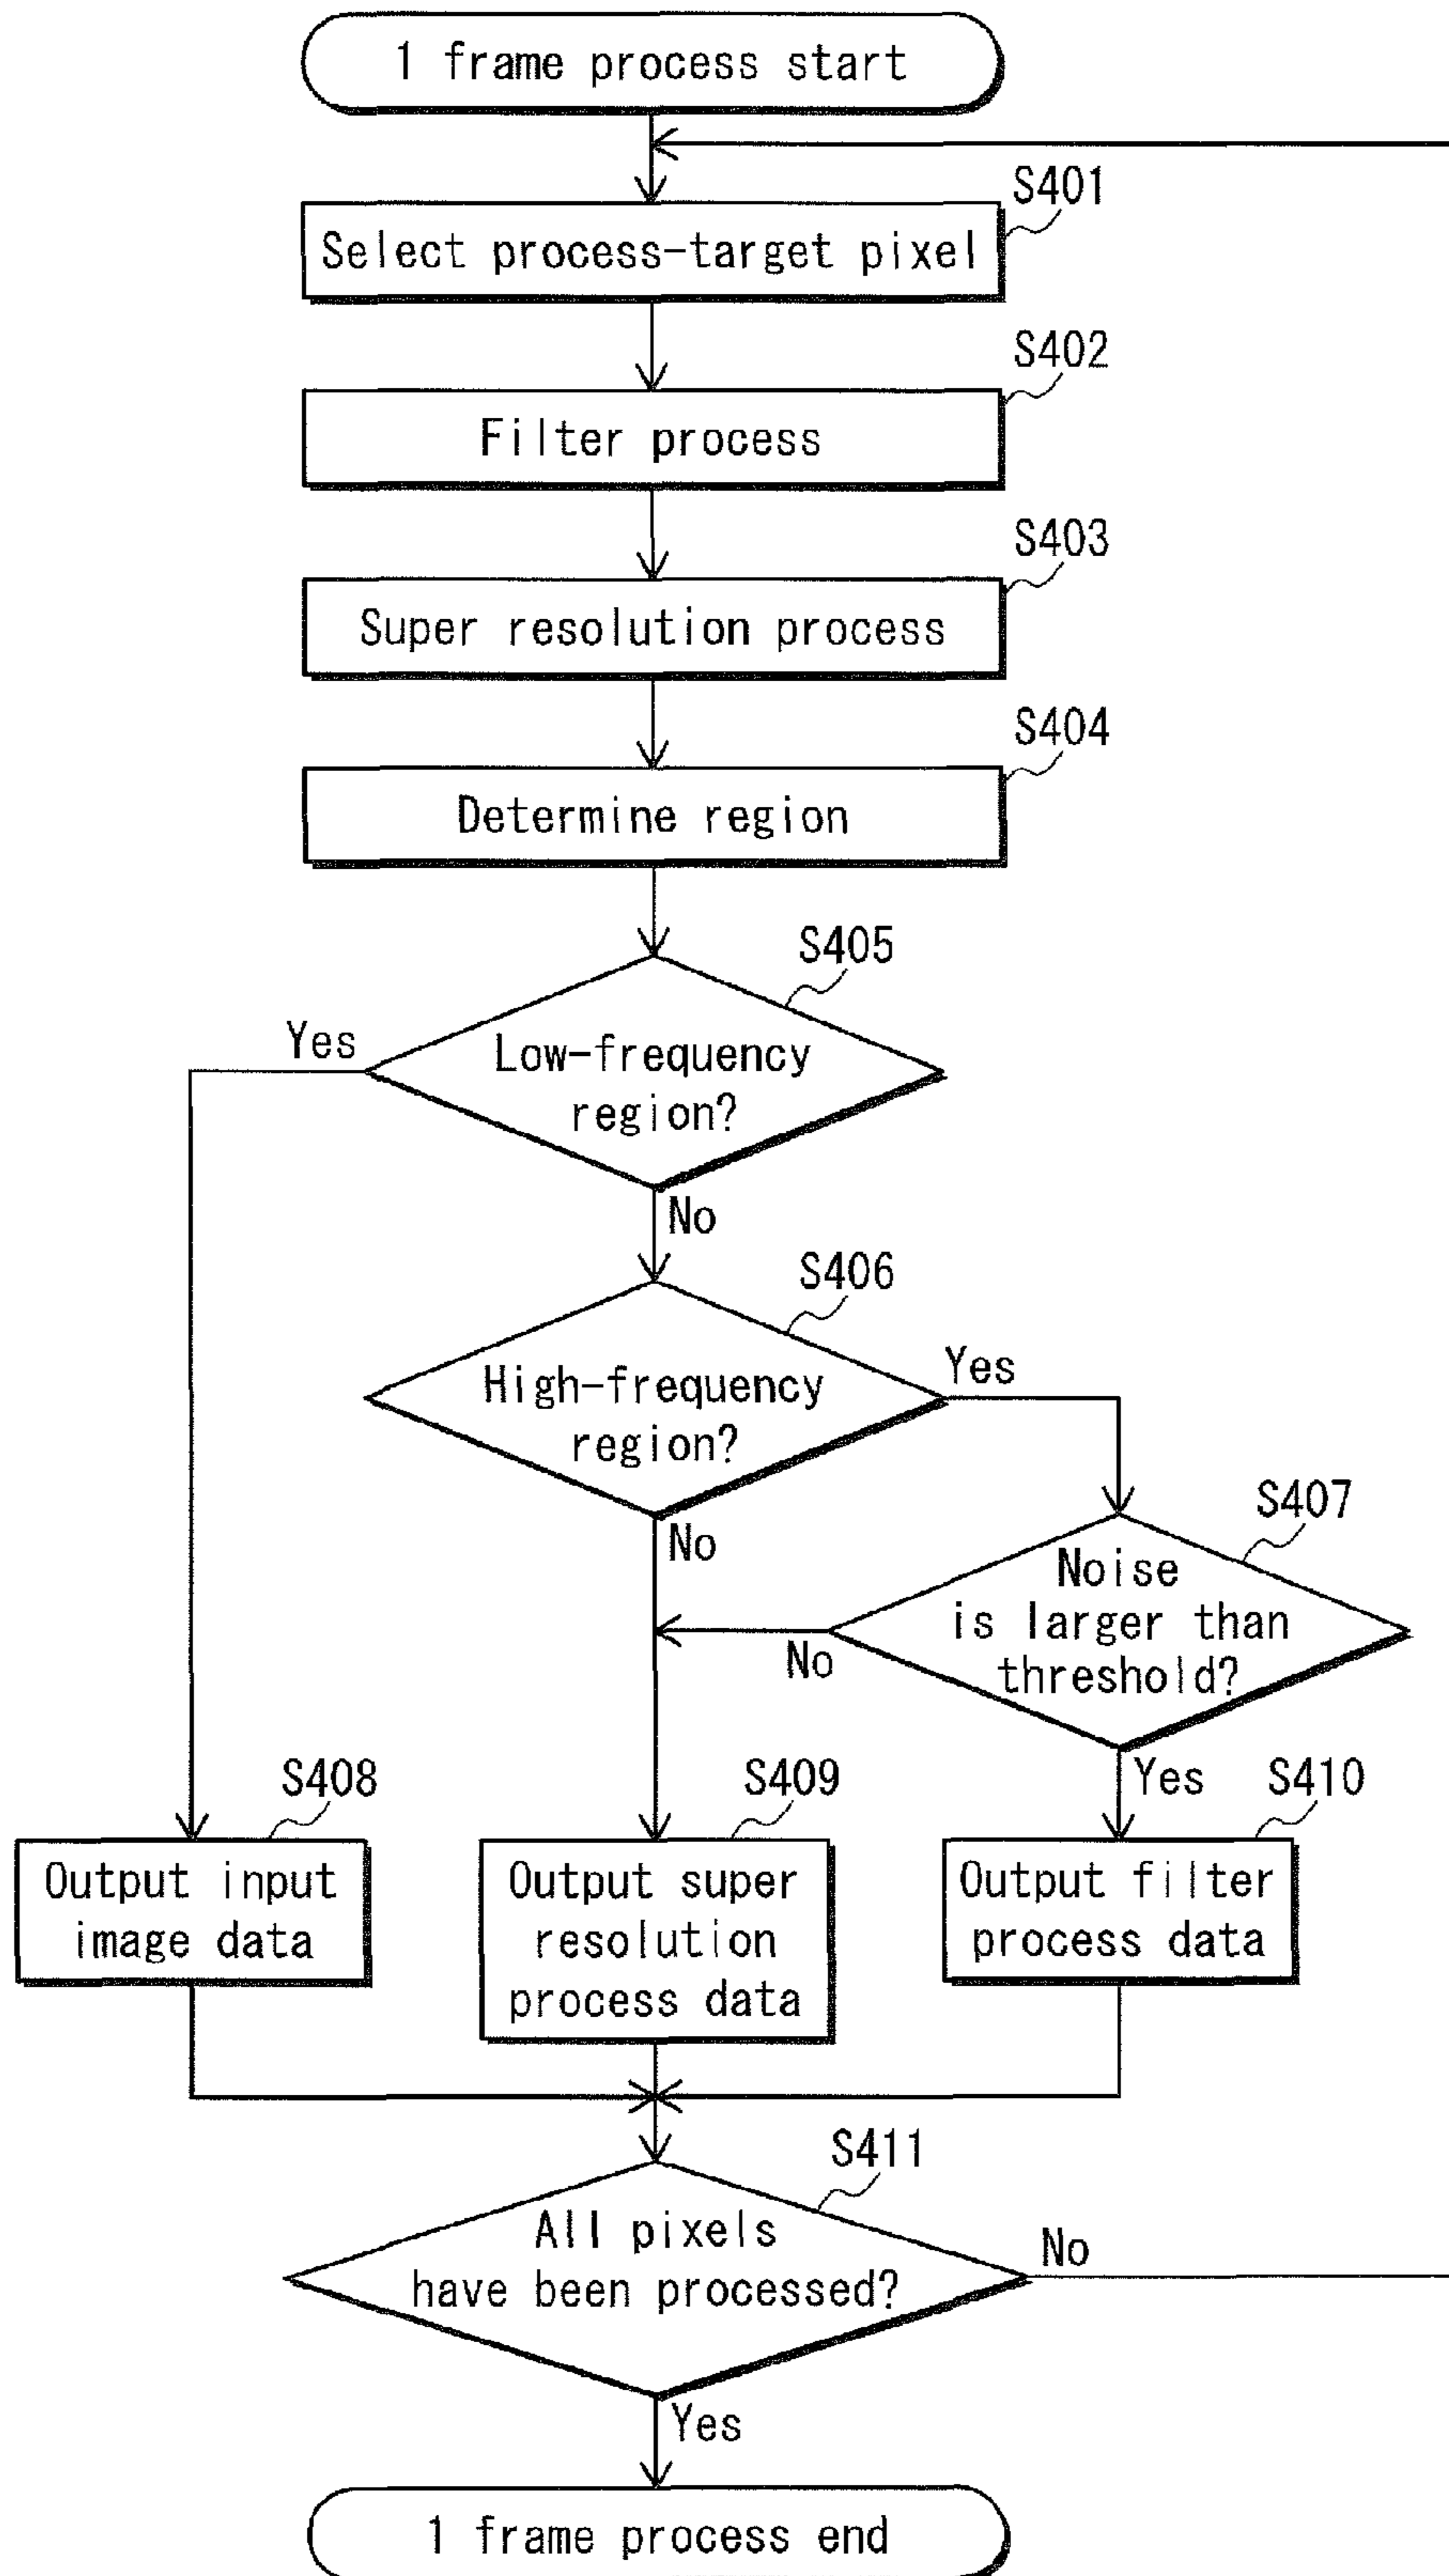 1 frame process start
S401
Select process-target pixel
S402
Filter process
S403
Super resolution process
S404
Determine region
S405
Yes
Low-frequency
region?
No
S406
High-frequency
region?
Yes
No
S407
Noise
is larger than
threshold?
No
Yes
S408
Output input
image data
S409
Output super
resolution
process data
S410
Output filter
process data
S411
All pixels
have been processed?
No
Yes
1 frame process end